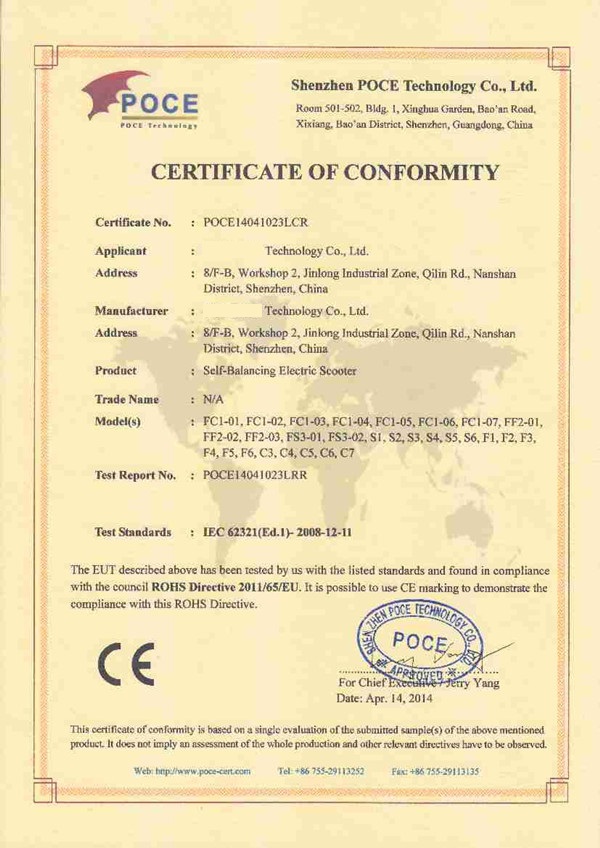 POCE
POCE Technology
Shenzhen POCE Technology Co., Ltd.
Room 501-502, Bldg. 1, Xinghua Garden, Bao'an Road,
Xixiang, Bao'an District, Shenzhen, Guangdong, China
CERTIFICATE OF CONFORMITY
Certificate No. : POCE14041023LCR
Applicant : Technology Co., Ltd.
Address : 8/F-B, Workshop 2, Jinlong Industrial Zone, Qilin Rd., Nanshan
District, Shenzhen, China
Manufacturer : Technology Co., Ltd.
Address : 8/F-B, Workshop 2, Jinlong Industrial Zone, Qilin Rd., Nanshan
District, Shenzhen, China
Product : Self-Balancing Electric Scooter
Trade Name : N/A
Model(s) : FC1-01, FC1-02, FC1-03, FC1-04, FC1-05, FC1-06, FC1-07, FF2-01,
FF2-02, FF2-03, FS3-01, FS3-02, S1, S2, S3, S4, S5, S6, F1, F2, F3,
F4, F5, F6, C3, C4, C5, C6, C7
Test Report No. : POCE14041023LRR
Test Standards : IEC 62321(Ed.1)- 2008-12-11
The EUT described above has been tested by us with the listed standards and found in compliance
with the council ROHS Directive 2011/65/EU. It is possible to use CE marking to demonstrate the
compliance with this ROHS Directive.
CE
SHEN ZHEN POCE TECHNOLOGY CO., LTD.
POCE
APPROVED
For Chief Executive / Jerry Yang
Date: Apr. 14, 2014
This certificate of conformity is based on a single evaluation of the submitted sample(s) of the above mentioned
product. It does not imply an assessment of the whole production and other relevant directives have to be observed.
Web: http://www.poce-cert.com Tel: +86 755-29113252 Fax: +86 755-29113135